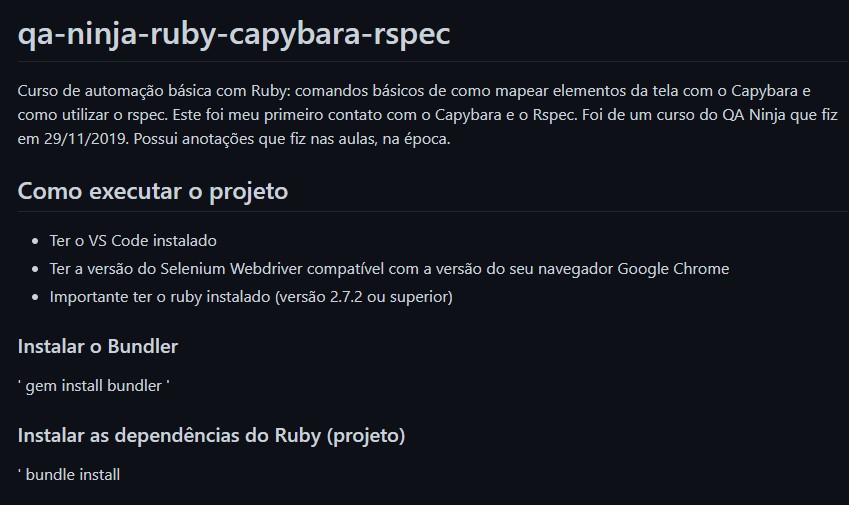 qa-ninja-ruby-capybara-rspec
Curso de automação básica com Ruby: comandos básicos de como mapear elementos da tela com o Capybara e
como utilizar o rspec. Este foi meu primeiro contato com o Capybara e o Rspec. Foi de um curso do QA Ninja que fiz
em 29/11/2019. Possui anotações que fiz nas aulas, na época.
Como executar o projeto
• Ter o VS Code instalado
• Ter a versão do Selenium Webdriver compatível com a versão do seu navegador Google Chrome
• Importante ter o ruby instalado (versão 2.7.2 ou superior)
Instalar o Bundler
' gem install bundler '
Instalar as dependências do Ruby (projeto)
' bundle install